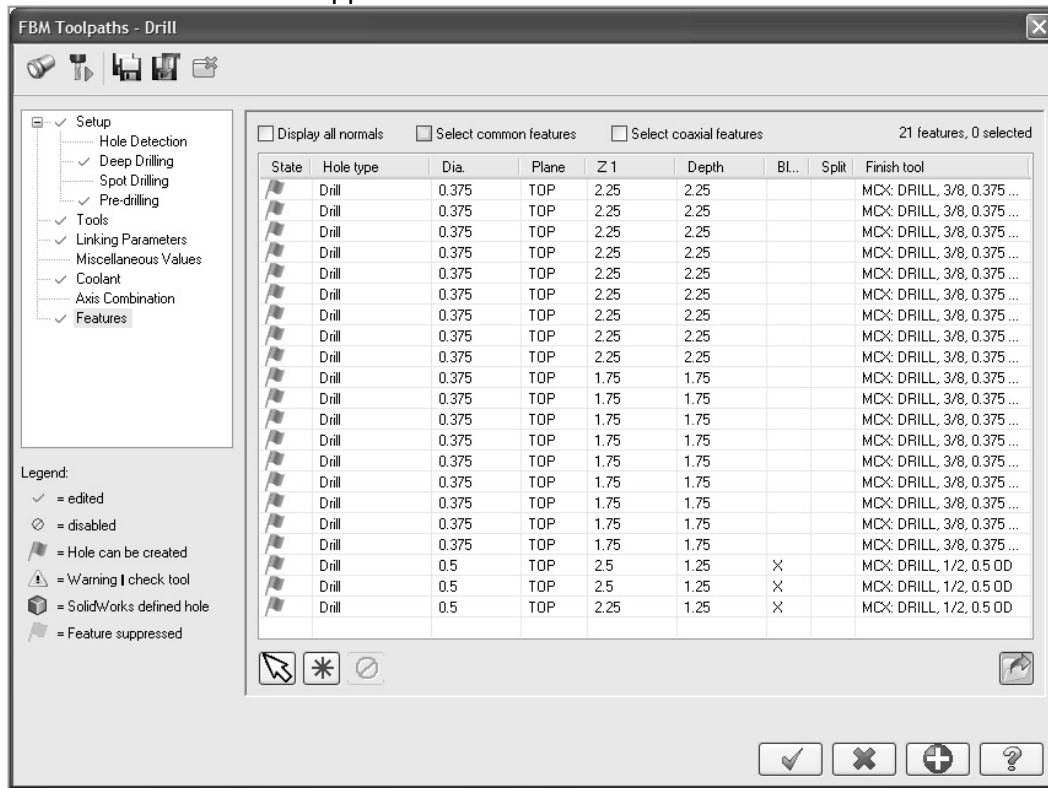 FBM Toolpaths - Drill
Setup
Hole Detection
Deep Drilling
Spot Drilling
Pre-drilling
Tools
Linking Parameters
Miscellaneous Values
Coolant
Axis Combination
Features
Legend:
= edited
= disabled
= Hole can be created
= Warning | check tool
= SolidWorks defined hole
= Feature suppressed
Display all normals Select common features Select coaxial features 21 features, 0 selected
State Hole type Dia. Plane Z 1 Depth Bl... Split Finish tool
Drill 0.375 TOP 2.25 2.25 MCX: DRILL, 3/8, 0.375 ...
Drill 0.375 TOP 2.25 2.25 MCX: DRILL, 3/8, 0.375 ...
Drill 0.375 TOP 2.25 2.25 MCX: DRILL, 3/8, 0.375 ...
Drill 0.375 TOP 2.25 2.25 MCX: DRILL, 3/8, 0.375 ...
Drill 0.375 TOP 2.25 2.25 MCX: DRILL, 3/8, 0.375 ...
Drill 0.375 TOP 2.25 2.25 MCX: DRILL, 3/8, 0.375 ...
Drill 0.375 TOP 2.25 2.25 MCX: DRILL, 3/8, 0.375 ...
Drill 0.375 TOP 2.25 2.25 MCX: DRILL, 3/8, 0.375 ...
Drill 0.375 TOP 2.25 2.25 MCX: DRILL, 3/8, 0.375 ...
Drill 0.375 TOP 1.75 1.75 MCX: DRILL, 3/8, 0.375 ...
Drill 0.375 TOP 1.75 1.75 MCX: DRILL, 3/8, 0.375 ...
Drill 0.375 TOP 1.75 1.75 MCX: DRILL, 3/8, 0.375 ...
Drill 0.375 TOP 1.75 1.75 MCX: DRILL, 3/8, 0.375 ...
Drill 0.375 TOP 1.75 1.75 MCX: DRILL, 3/8, 0.375 ...
Drill 0.375 TOP 1.75 1.75 MCX: DRILL, 3/8, 0.375 ...
Drill 0.375 TOP 1.75 1.75 MCX: DRILL, 3/8, 0.375 ...
Drill 0.375 TOP 1.75 1.75 MCX: DRILL, 3/8, 0.375 ...
Drill 0.375 TOP 1.75 1.75 MCX: DRILL, 3/8, 0.375 ...
Drill 0.5 TOP 2.5 1.25 X MCX: DRILL, 1/2, 0.5 OD
Drill 0.5 TOP 2.5 1.25 X MCX: DRILL, 1/2, 0.5 OD
Drill 0.5 TOP 2.25 1.25 X MCX: DRILL, 1/2, 0.5 OD